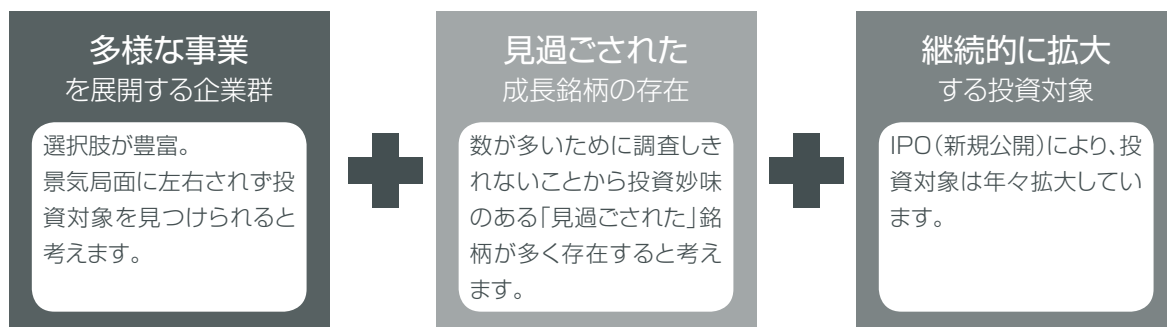 多様な事業
を展開する企業群
選択肢が豊富。
景気局面に左右されず投
資対象を見つけられると
考えます。
見過ごされた
成長銘柄の存在
数が多いために調査しき
れないことから投資妙味
のある「見過ごされた」銘
柄が多く存在すると考え
ます。
継続的に拡大
する投資対象
IPO（新規公開）により、投
資対象は年々拡大してい
ます。